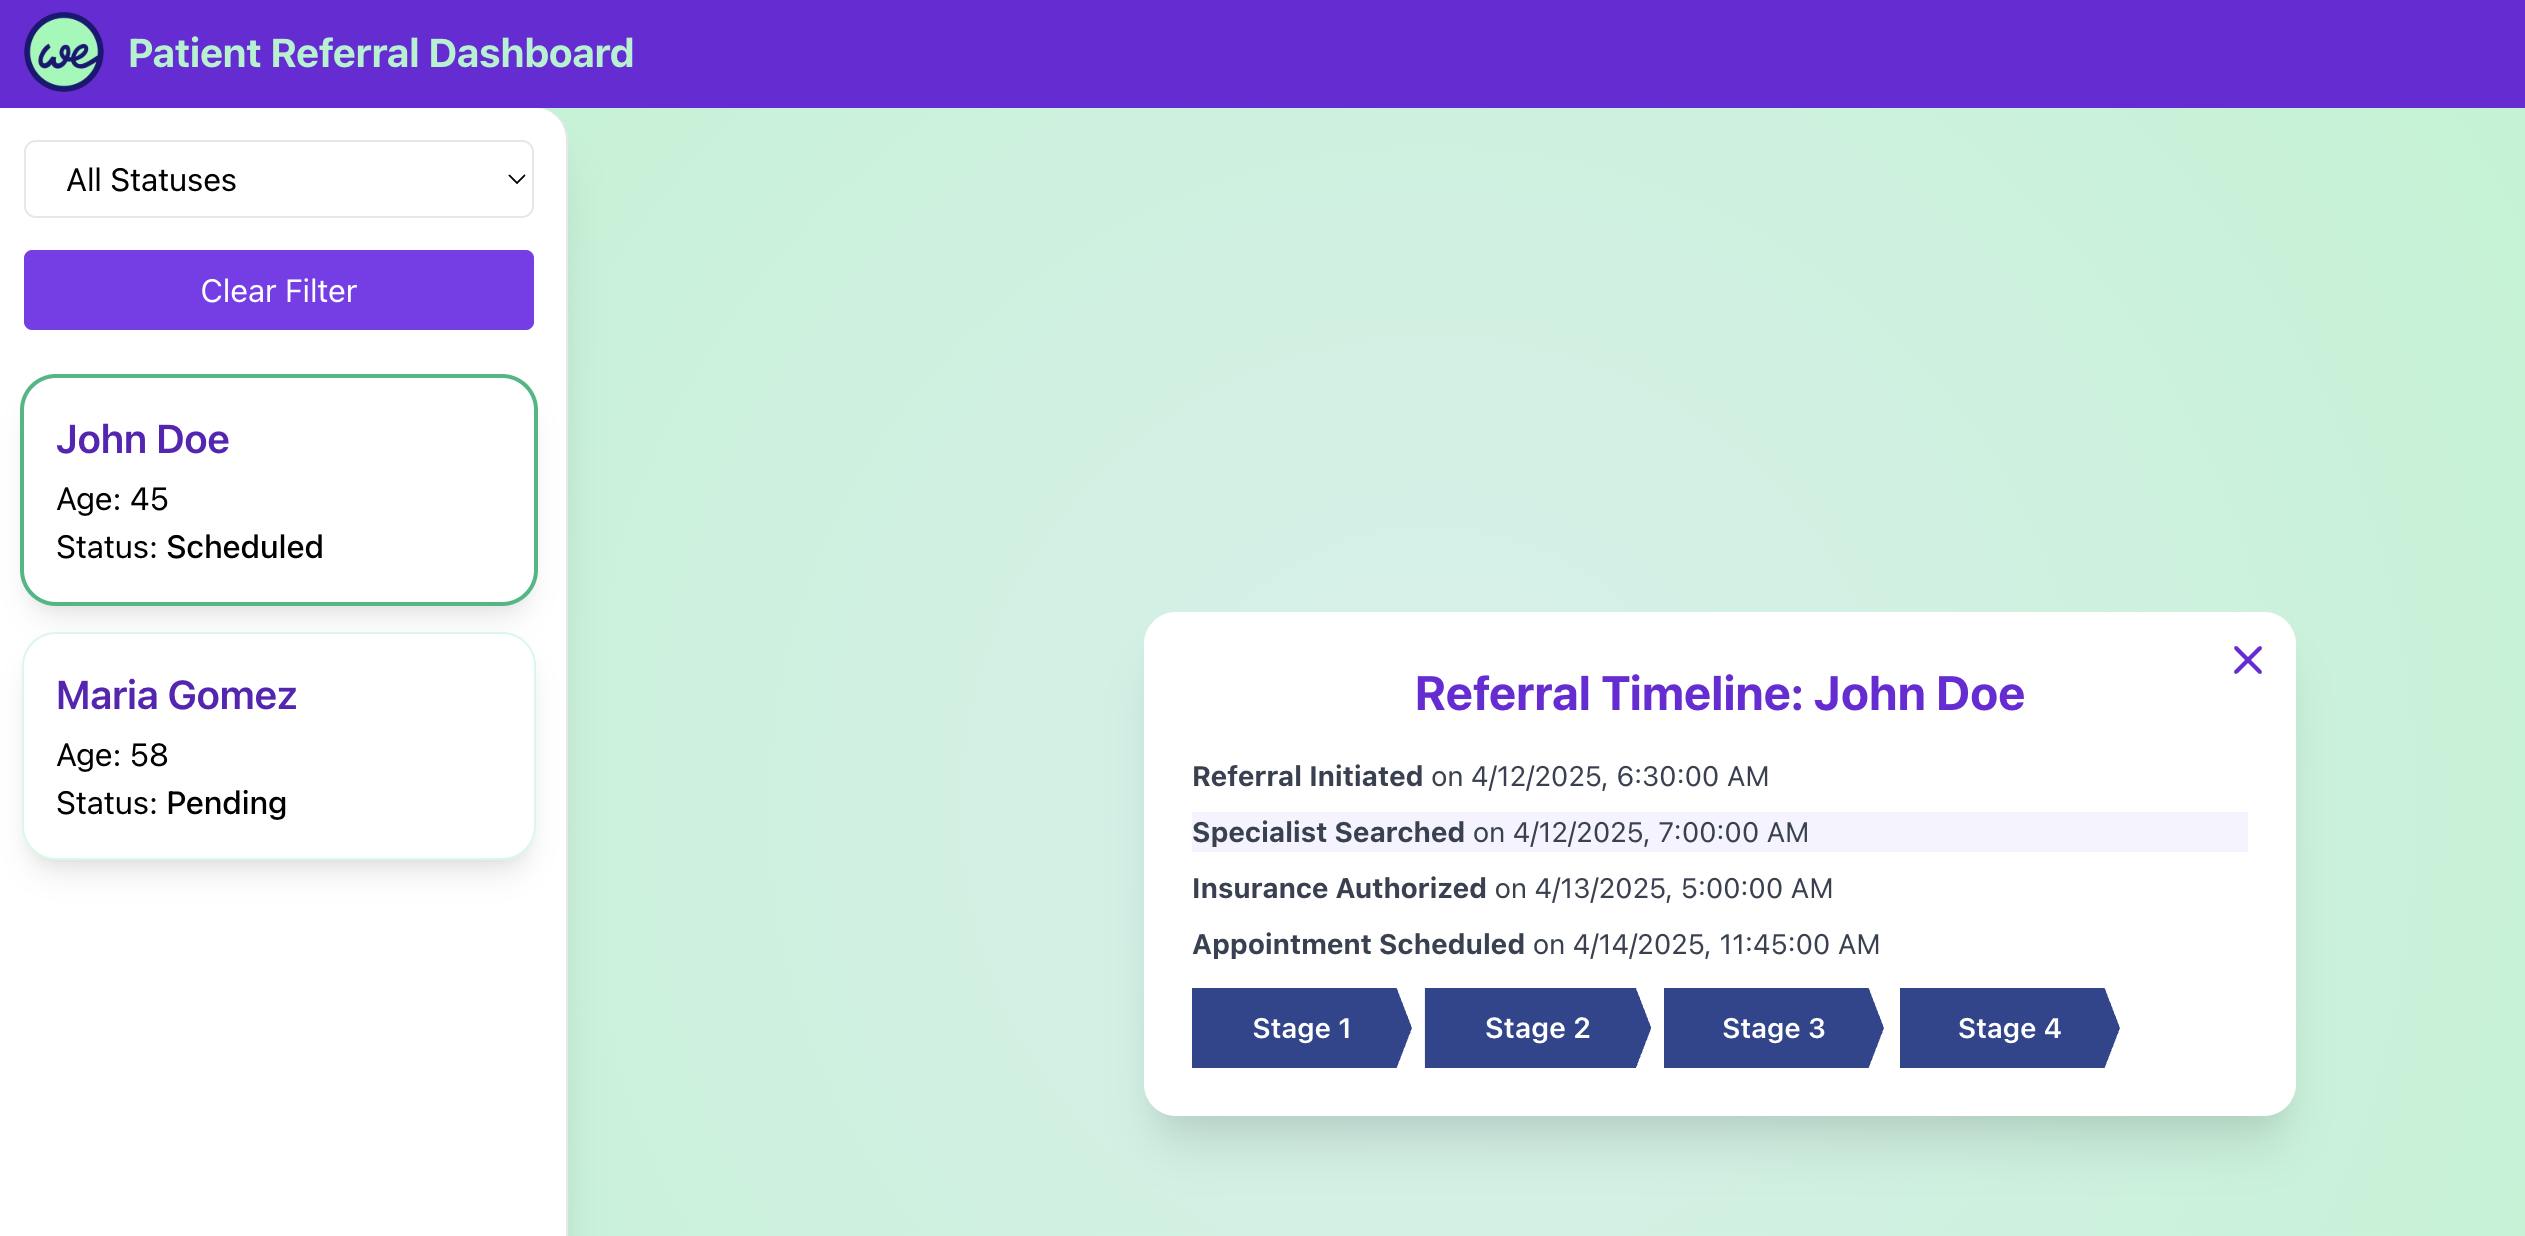 we
Patient Referral Dashboard
All Statuses
Clear Filter
John Doe
Age: 45
Status: Scheduled
Maria Gomez
Age: 58
Status: Pending
Referral Timeline: John Doe
Referral Initiated on 4/12/2025, 6:30:00 AM
Specialist Searched on 4/12/2025, 7:00:00 AM
Insurance Authorized on 4/13/2025, 5:00:00 AM
Appointment Scheduled on 4/14/2025, 11:45:00 AM
Stage 1 Stage 2 Stage 3 Stage 4